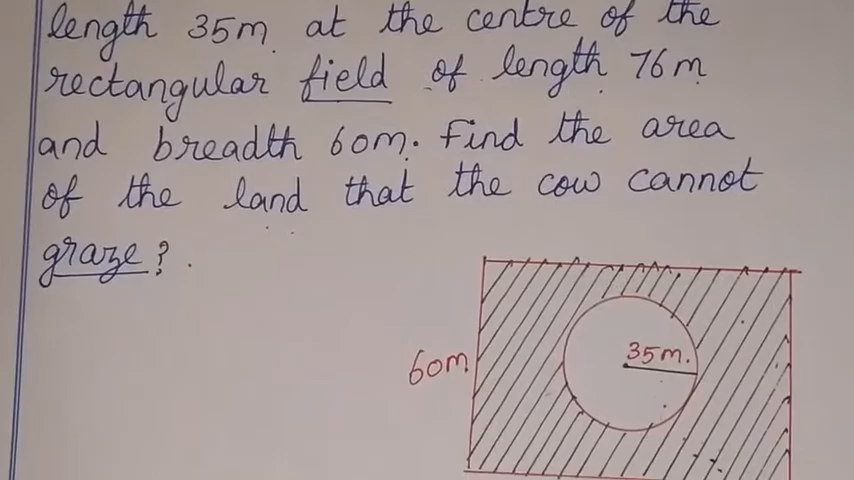 length 35m at the centre of the
rectangular field of length 76m
and breadth 60m. Find the area
of the land that the cow cannot
graze?
35m.
60m